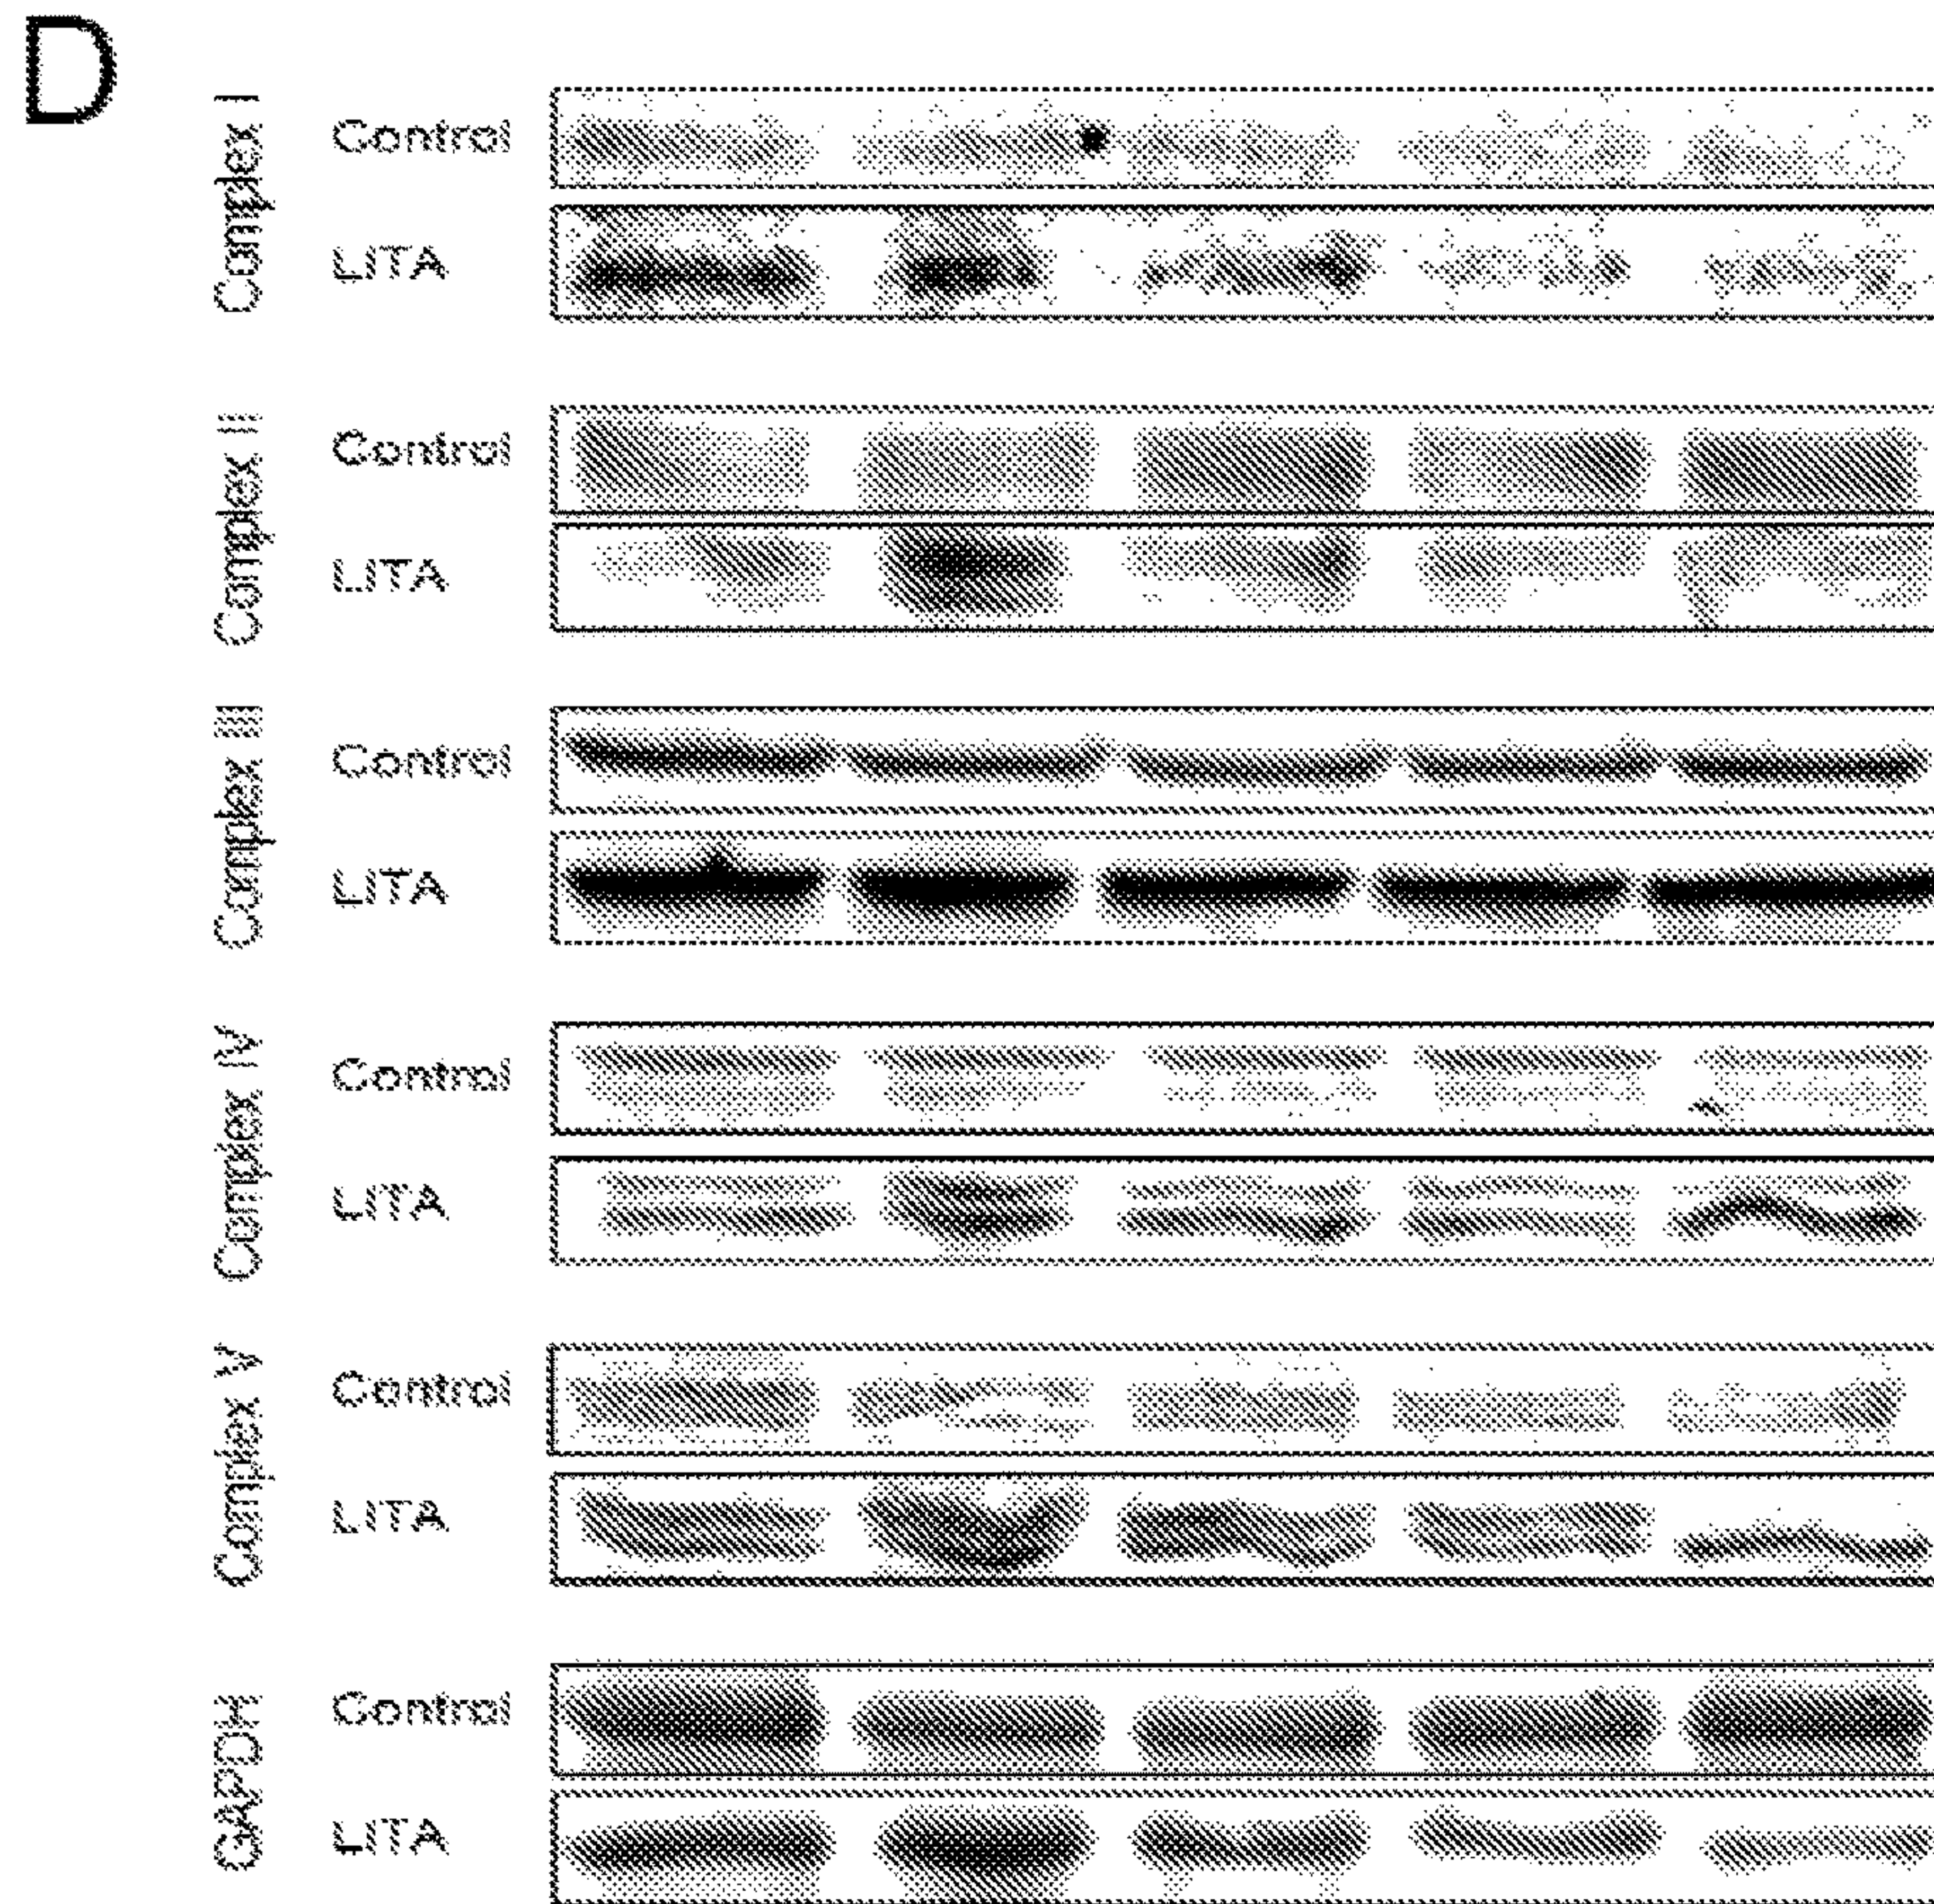 D
Complex I
Control
LITA
Complex II
Control
LITA
Complex III
Control
LITA
Complex IV
Control
LITA
Complex V
Control
LITA
GAPDH
Control
LITA